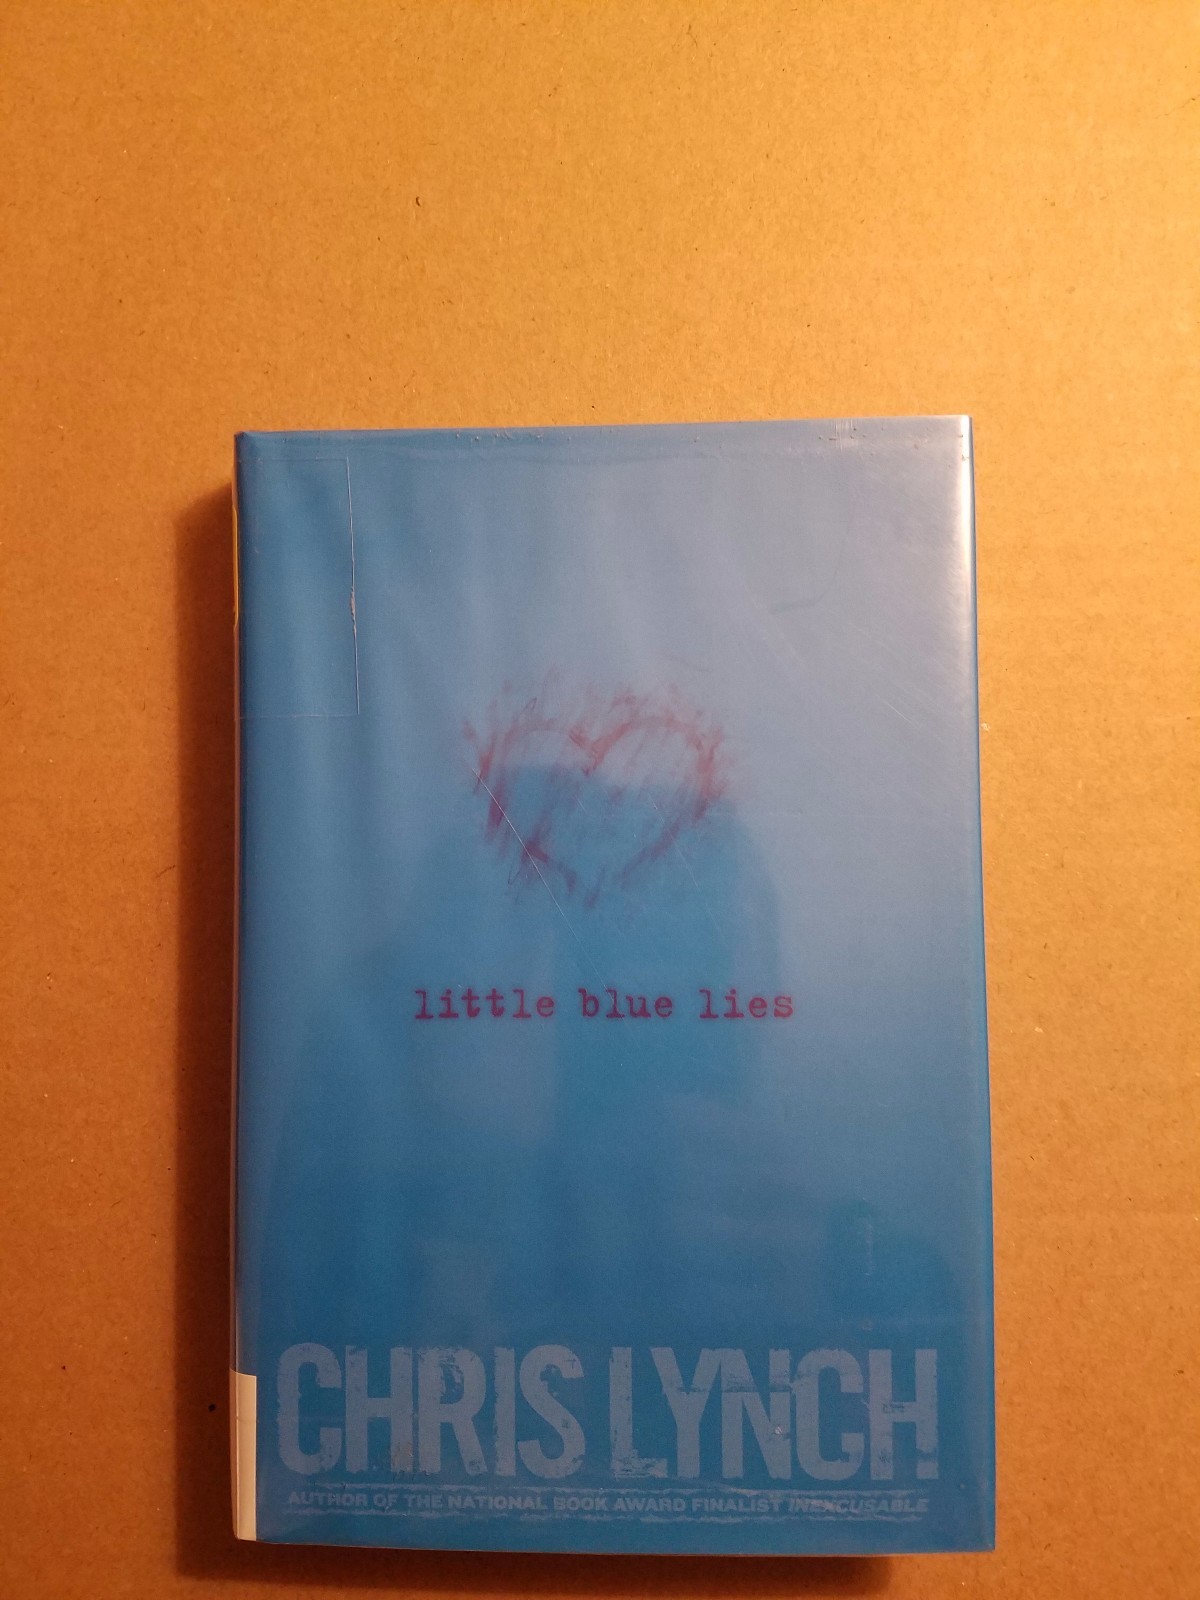 little blue lies
CHRIS LYNCH
AUTHOR OF THE NATIONAL BOOK AWARD FINALIST INEXCUSABLE